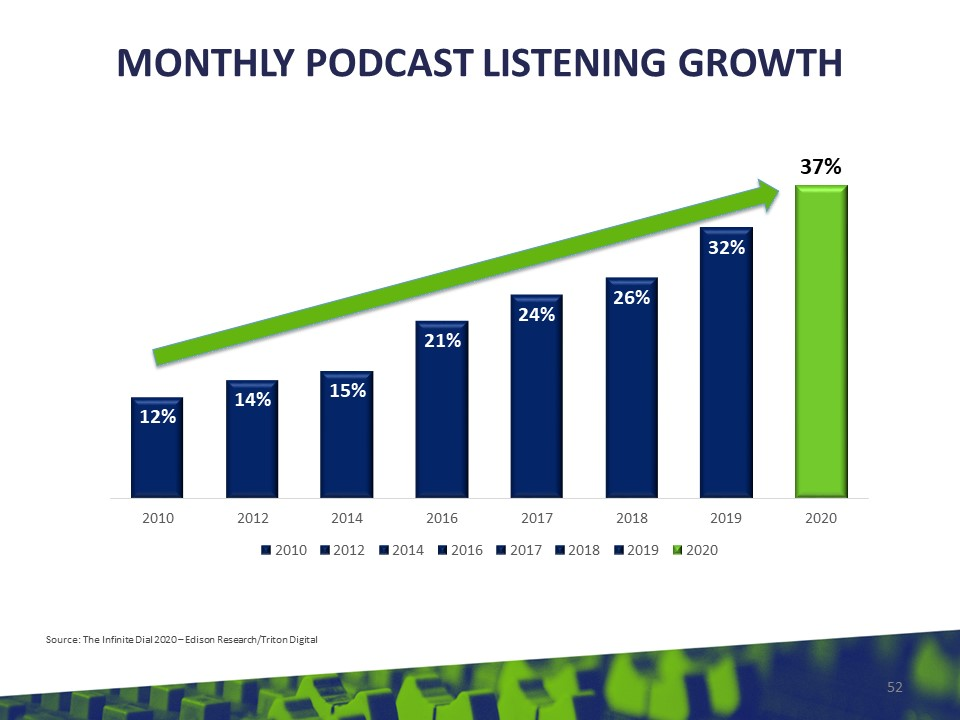 MONTHLY PODCAST LISTENING GROWTH
37%
32%
26%
24%
21%
15%
14%
12%
2010 2012 2014 2016 2017 2018 2019 2020
2010 2012 2014 2016 2017 2018 2019 2020
Source: The Infinite Dial 2020 – Edison Research/Triton Digital
52